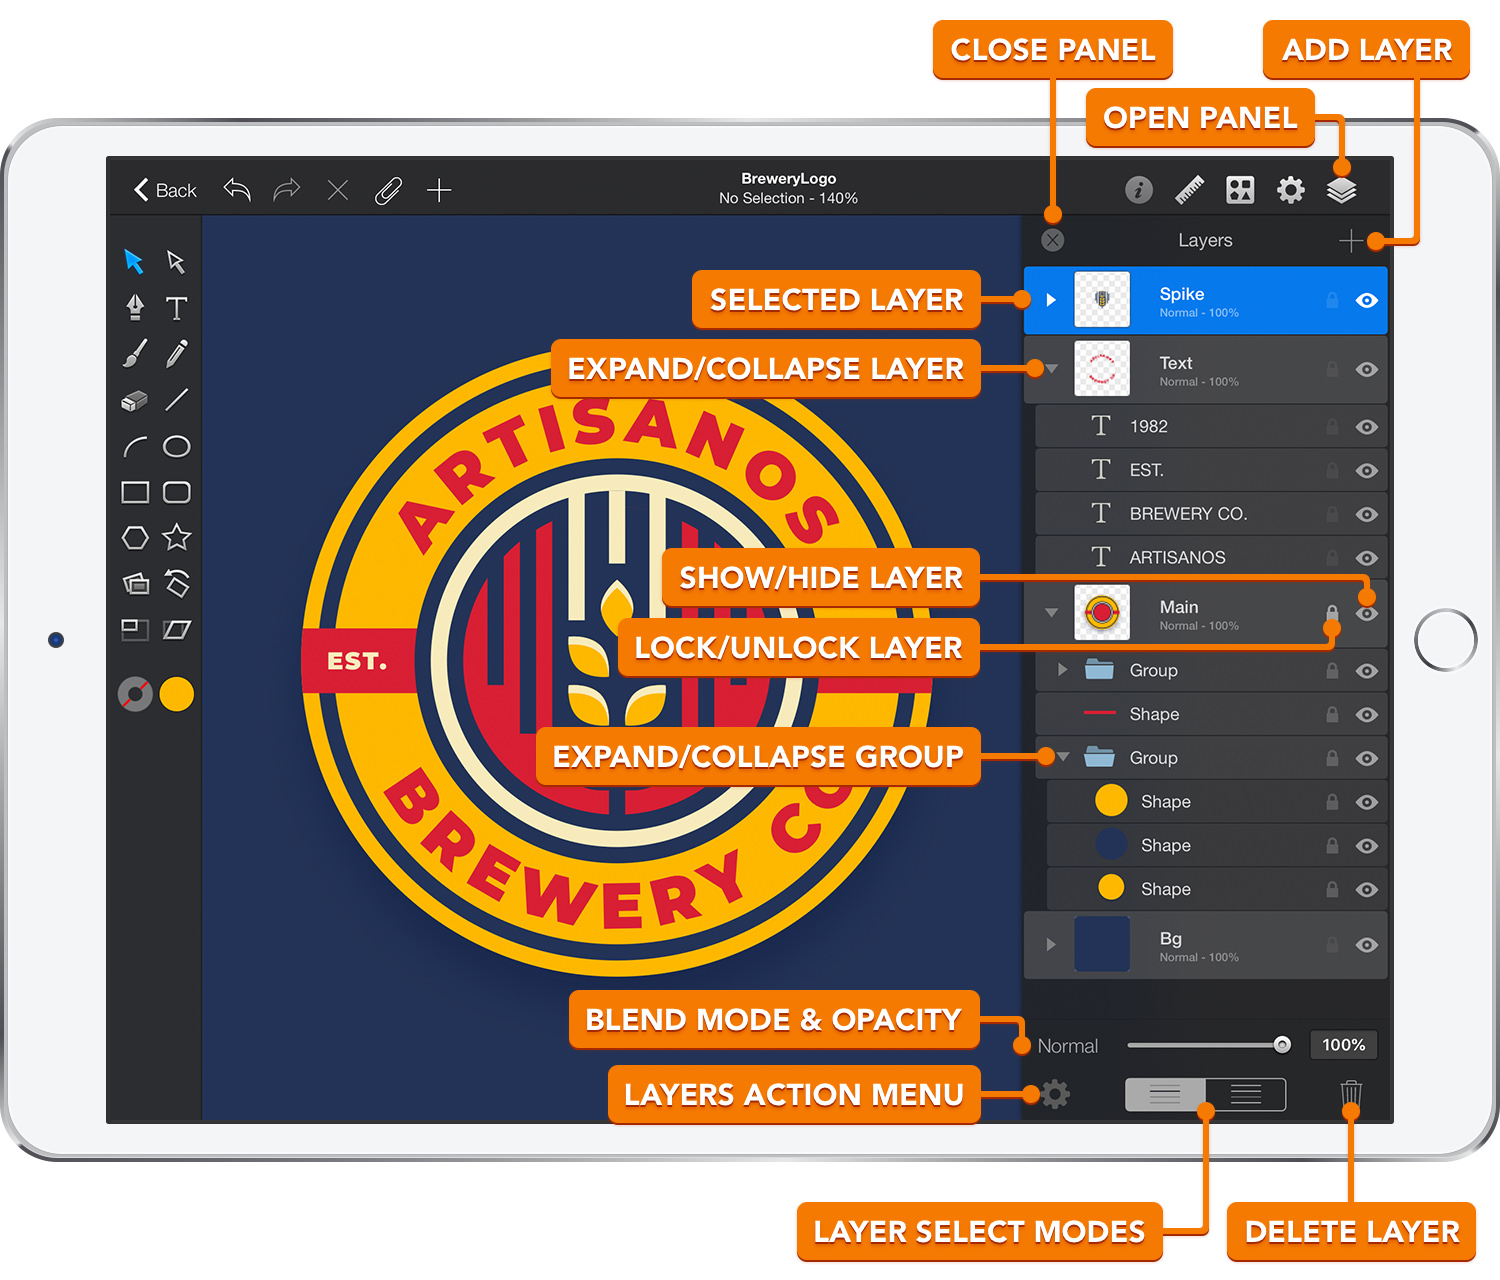 CLOSE PANEL
ADD LAYER
OPEN PANEL
Back
BreweryLogo
No Selection - 140%
Layers
SELECTED LAYER
Spike
Normal - 100%
EXPAND/COLLAPSE LAYER
Text
Normal - 100%
T 1982
T EST.
T BREWERY CO.
T ARTISANOS
ARTISANOS
SHOW/HIDE LAYER
Main
Normal - 100%
LOCK/UNLOCK LAYER
EST.
Group
Shape
EXPAND/COLLAPSE GROUP
Group
Shape
Shape
Shape
BREWERY CO
Bg
Normal - 100%
BLEND MODE & OPACITY
Normal
100%
LAYERS ACTION MENU
LAYER SELECT MODES
DELETE LAYER